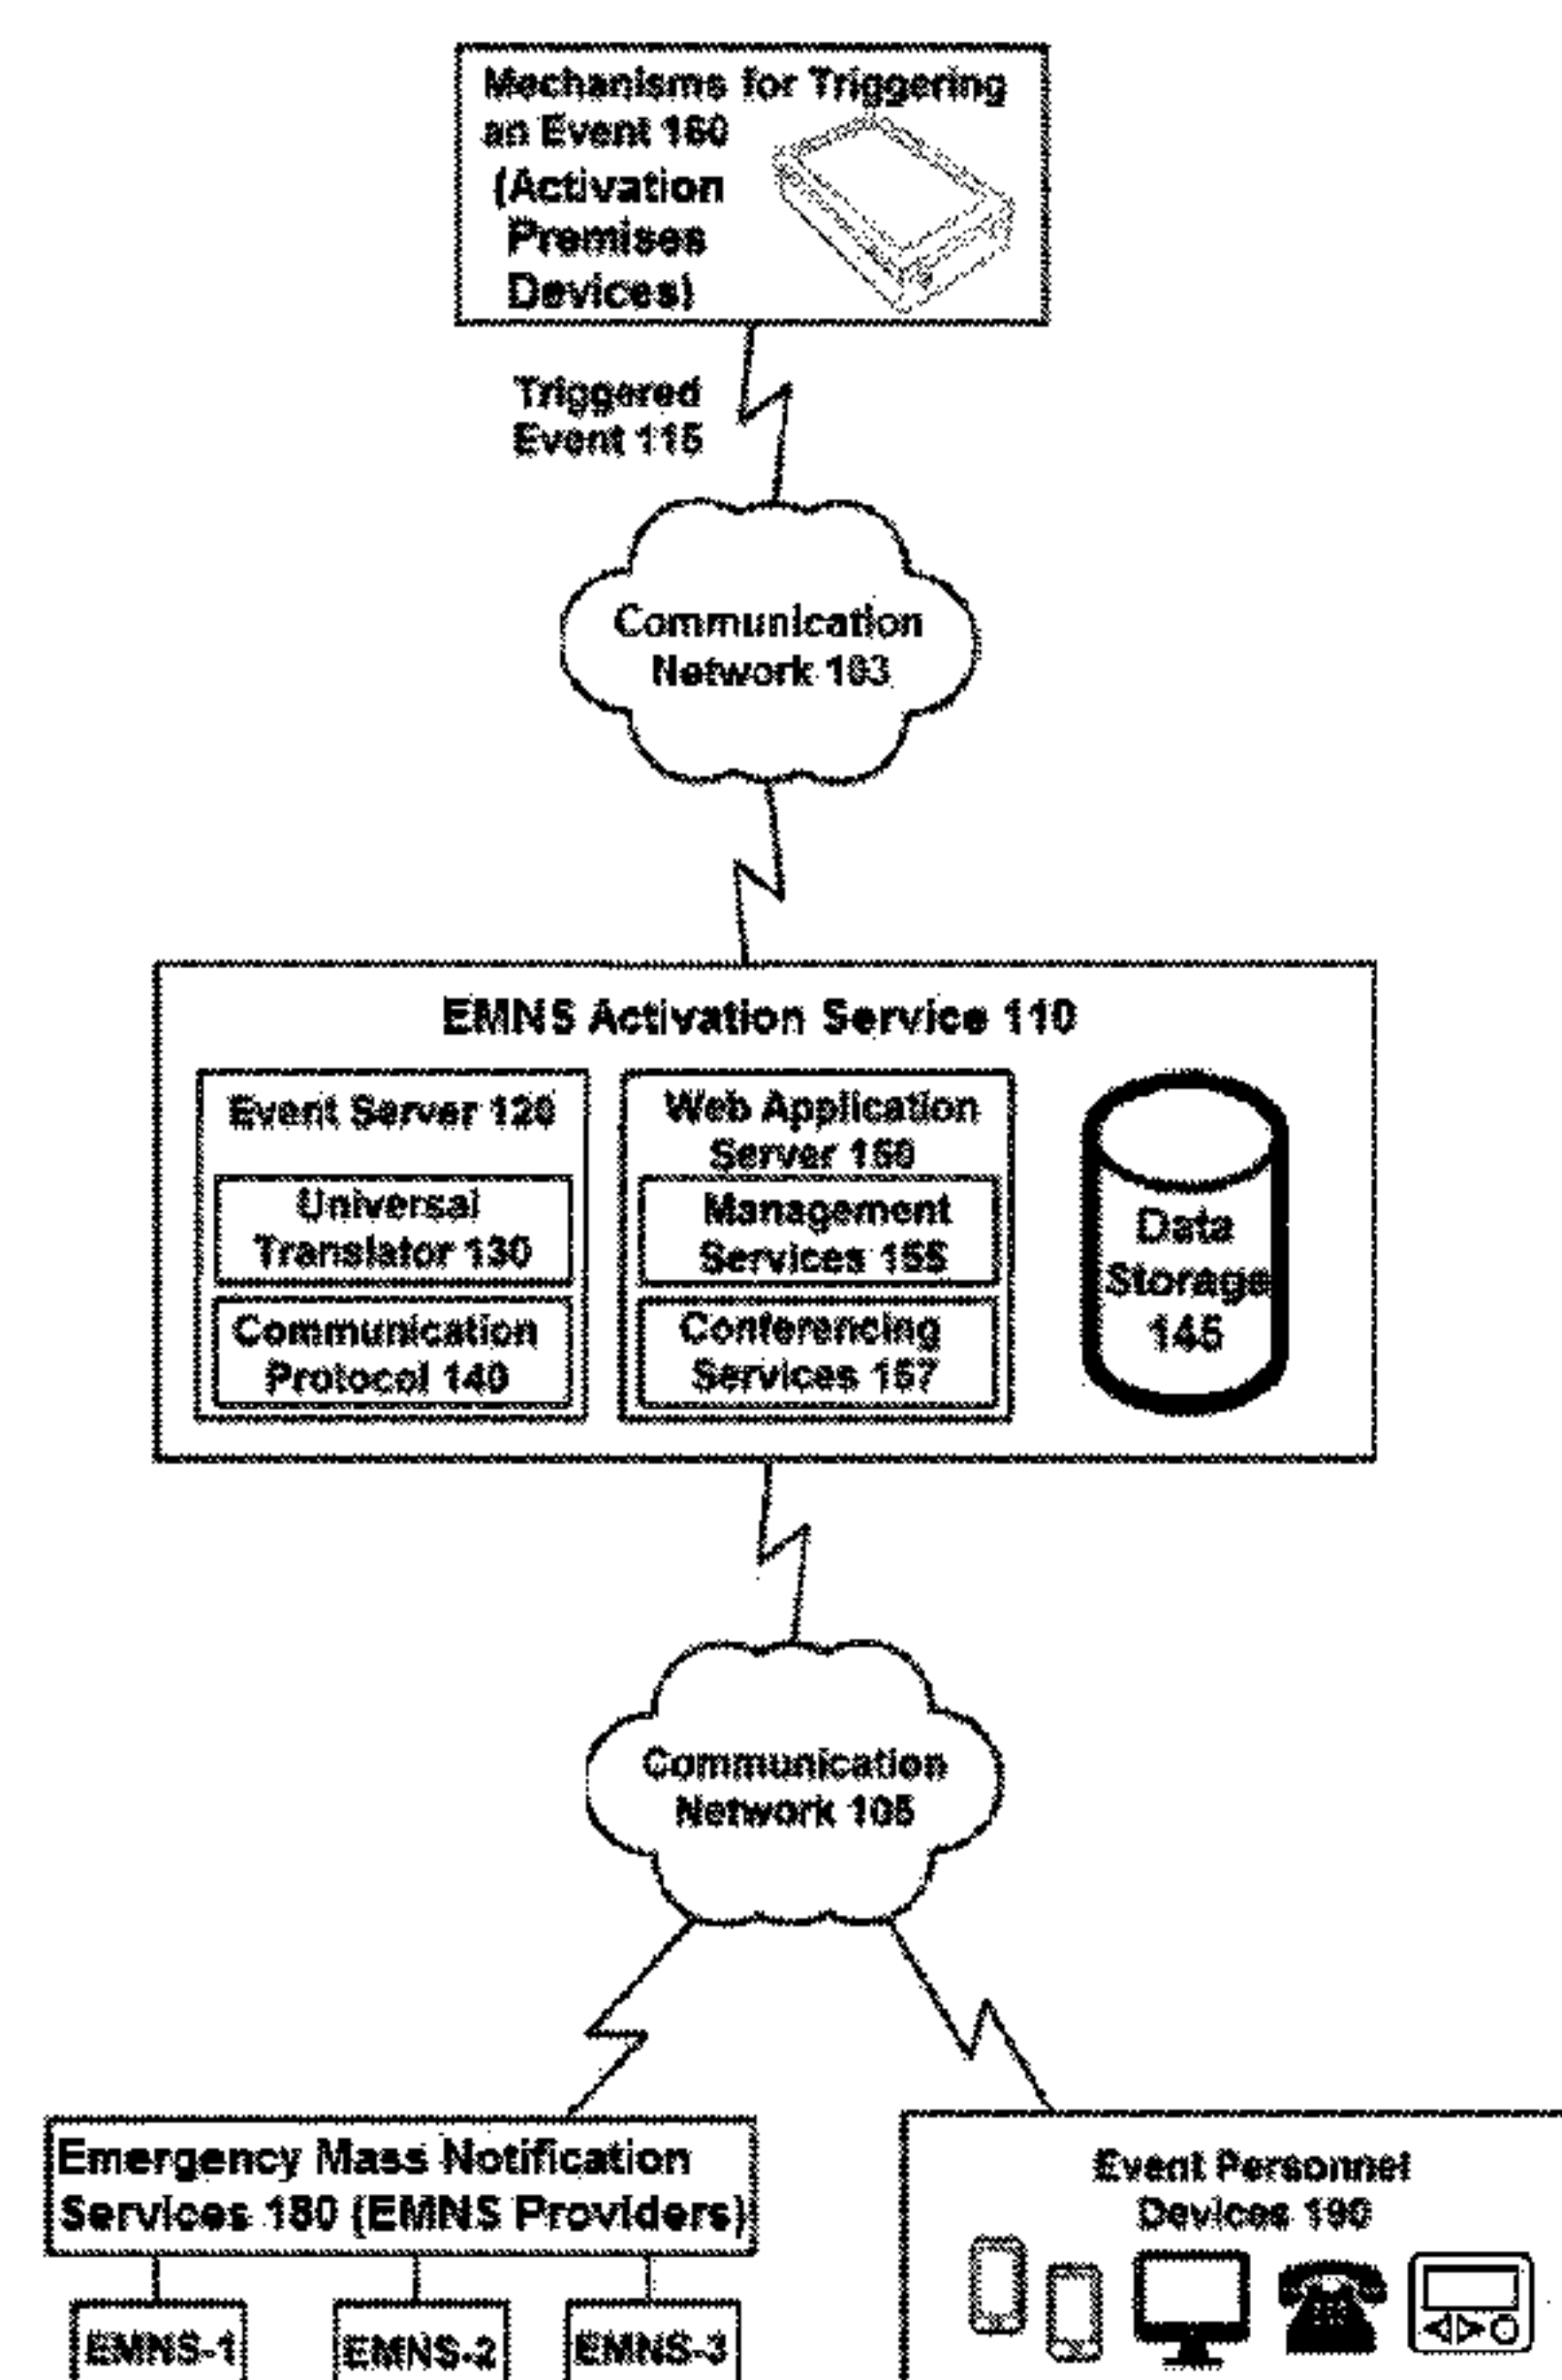 Mechanisms for Triggering
an Event 160
(Activation
Premises
Devices)
Triggered
Event 115
Communication
Network 103
EMNS Activation Service 110
Event Server 120
Universal
Translator 130
Communication
Protocol 140
Web Application
Server 150
Management
Services 155
Conferencing
Services 157
Data
Storage
145
Communication
Network 105
Emergency Mass Notification
Services 180 (EMNS Providers)
EMNS-1
EMNS-2
EMNS-3
Event Personnel
Devices 190